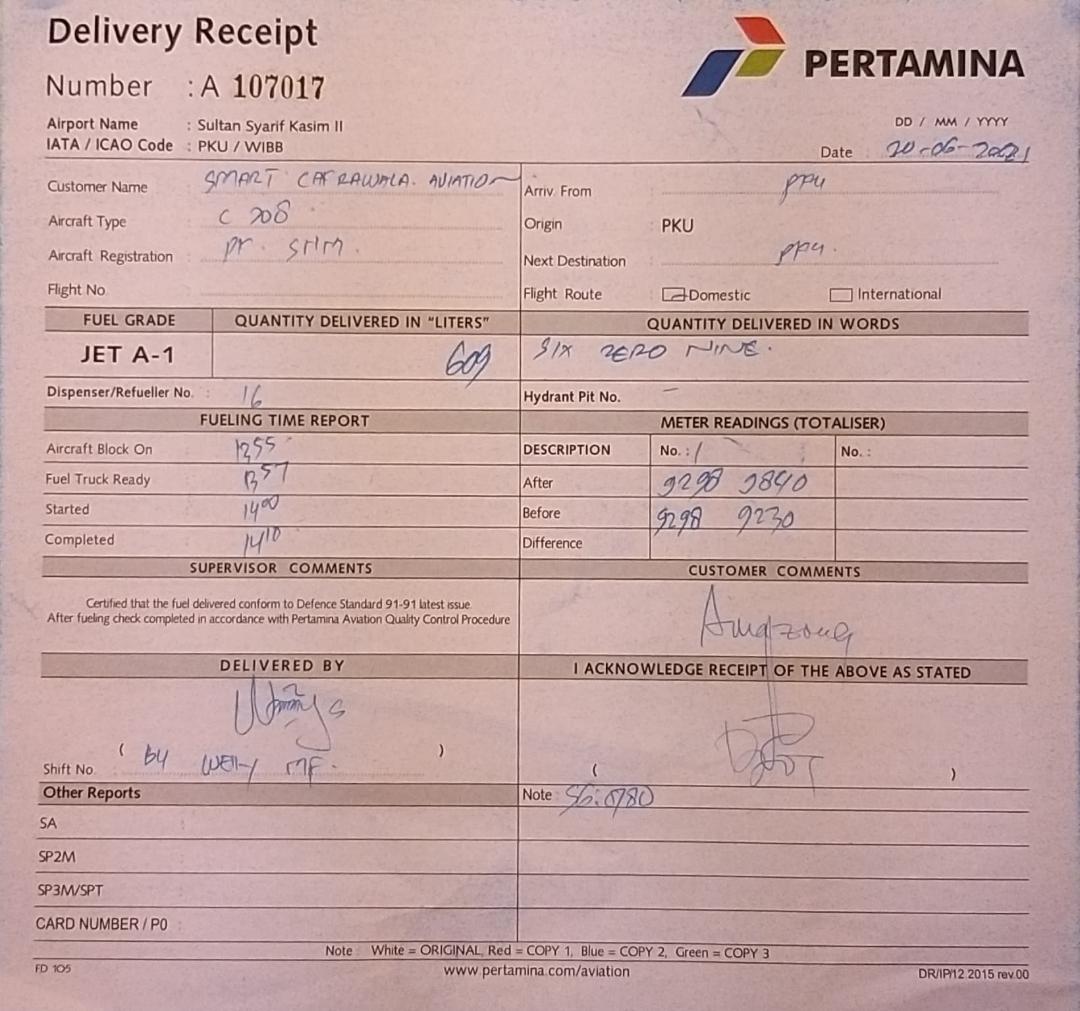 Delivery Receipt
PERTAMINA
Number : A 107017
Airport Name : Sultan Syarif Kasim II
IATA / ICAO Code : PKU / WIBB
DD / MM / YYYY
Date 20-06-2021
Customer Name : SMART CAKRAWALA. AVIATION
Arriv. From : ppu
Aircraft Type : C 208
Origin : PKU
Aircraft Registration : PK. SNM.
Next Destination : ppu.
Flight No
Flight Route : Domestic International
FUEL GRADE QUANTITY DELIVERED IN "LITERS" QUANTITY DELIVERED IN WORDS
JET A-1 609 SIX ZERO NINE.
Dispenser/Refueller No. : 16 Hydrant Pit No. –
FUELING TIME REPORT METER READINGS (TOTALISER)
Aircraft Block On 1355 DESCRIPTION No. : / No. :
Fuel Truck Ready 1357 After 9298 9840
Started 1400 Before 9298 9230
Completed 1410 Difference
SUPERVISOR COMMENTS CUSTOMER COMMENTS
Certified that the fuel delivered conform to Defence Standard 91-91 latest issue.
After fueling check completed in accordance with Pertamina Aviation Quality Control Procedure
DELIVERED BY I ACKNOWLEDGE RECEIPT OF THE ABOVE AS STATED
( By Welly MF. ) ( )
Shift No.
Other Reports Note : SG: 0780
SA
SP2M
SP3M/SPT
CARD NUMBER / P0
Note : White = ORIGINAL, Red = COPY 1, Blue = COPY 2, Green = COPY 3
FD 105 www.pertamina.com/aviation DR/IP/12.2015 rev.00